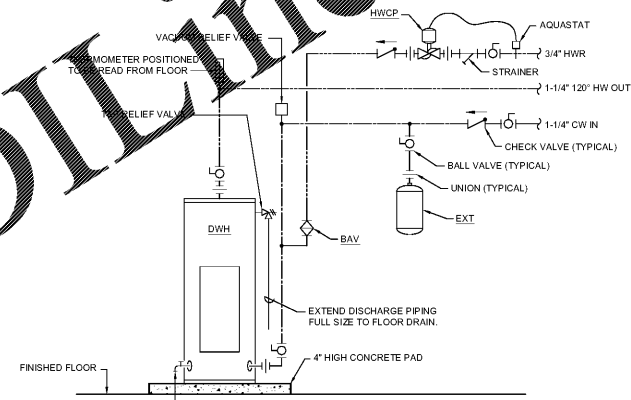 HWCP
AQUASTAT
VACUUM RELIEF VALVE
THERMOMETER POSITIONED
TO BE READ FROM FLOOR
3/4" HWR
STRAINER
1-1/4" 120° HW OUT
T&P RELIEF VALVE
1-1/4" CW IN
CHECK VALVE (TYPICAL)
BALL VALVE (TYPICAL)
UNION (TYPICAL)
EXT
DWH
BAV
EXTEND DISCHARGE PIPING
FULL SIZE TO FLOOR DRAIN.
4" HIGH CONCRETE PAD
FINISHED FLOOR